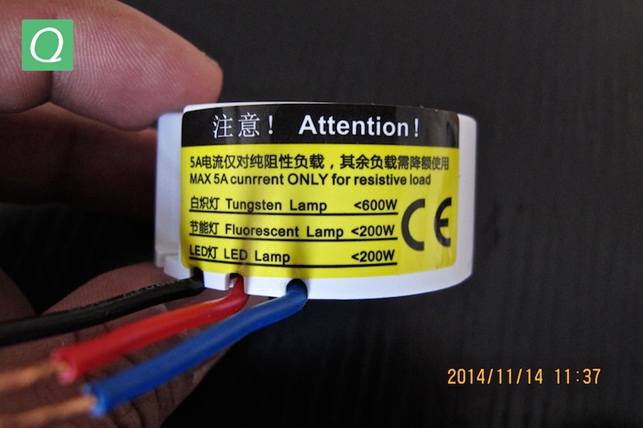 Q
注意！ Attention!
5A电流仅对纯阻性负载，其余负载需降额使用
MAX 5A cunrrent ONLY for resistive load
白炽灯 Tungsten Lamp <600W
节能灯 Fluorescent Lamp <200W
LED灯 LED Lamp <200W
CE
2014/11/14 11:37